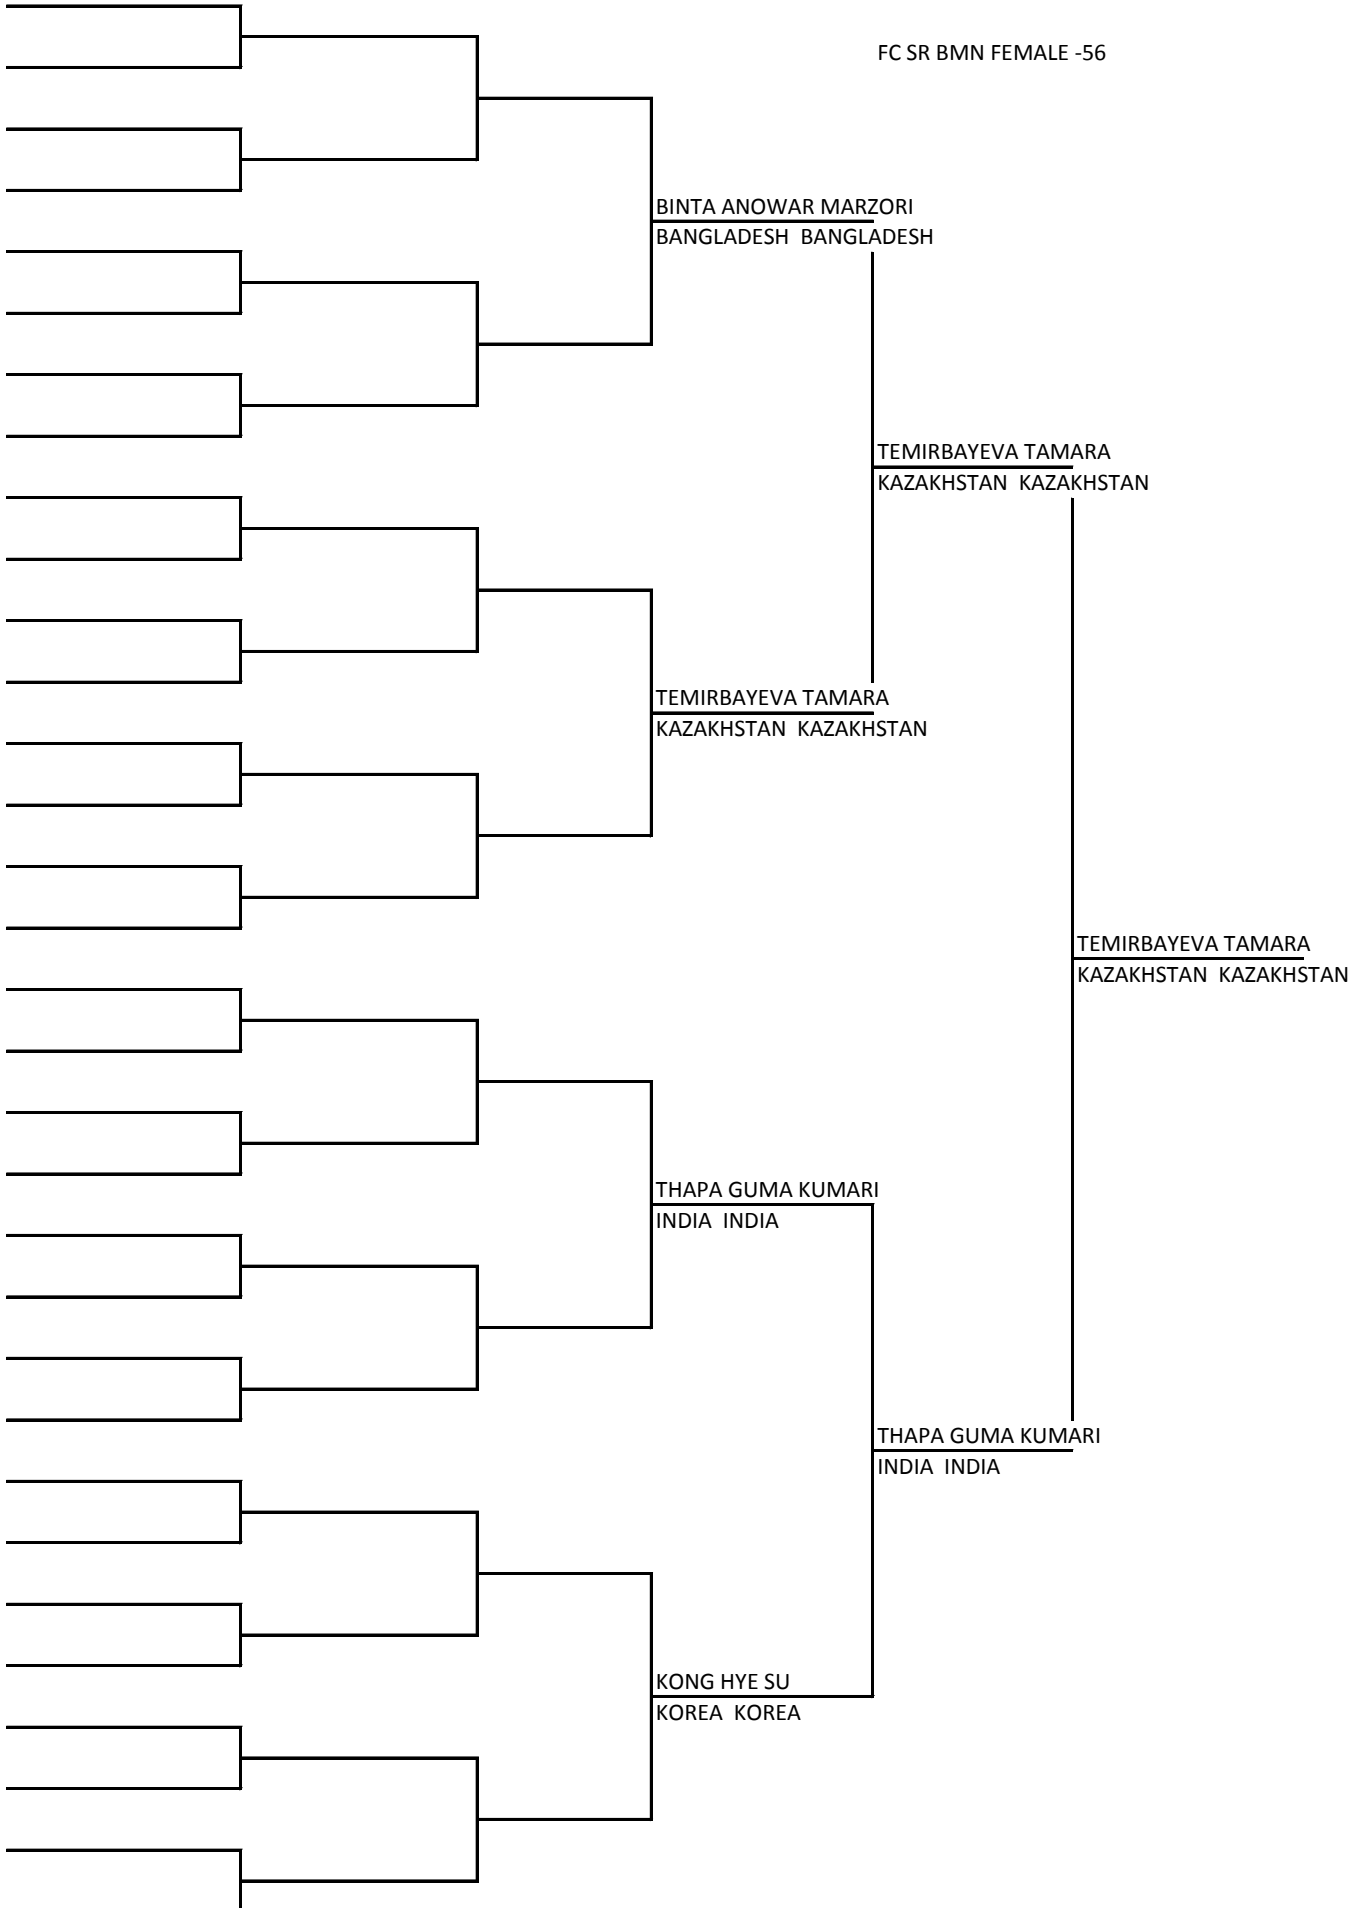 FC SR BMN FEMALE -56
BINTA ANOWAR MARZORI
BANGLADESH  BANGLADESH
TEMIRBAYEVA TAMARA
KAZAKHSTAN  KAZAKHSTAN
TEMIRBAYEVA TAMARA
KAZAKHSTAN  KAZAKHSTAN
TEMIRBAYEVA TAMARA
KAZAKHSTAN  KAZAKHSTAN
THAPA GUMA KUMARI
INDIA  INDIA
THAPA GUMA KUMARI
INDIA  INDIA
KONG HYE SU
KOREA  KOREA